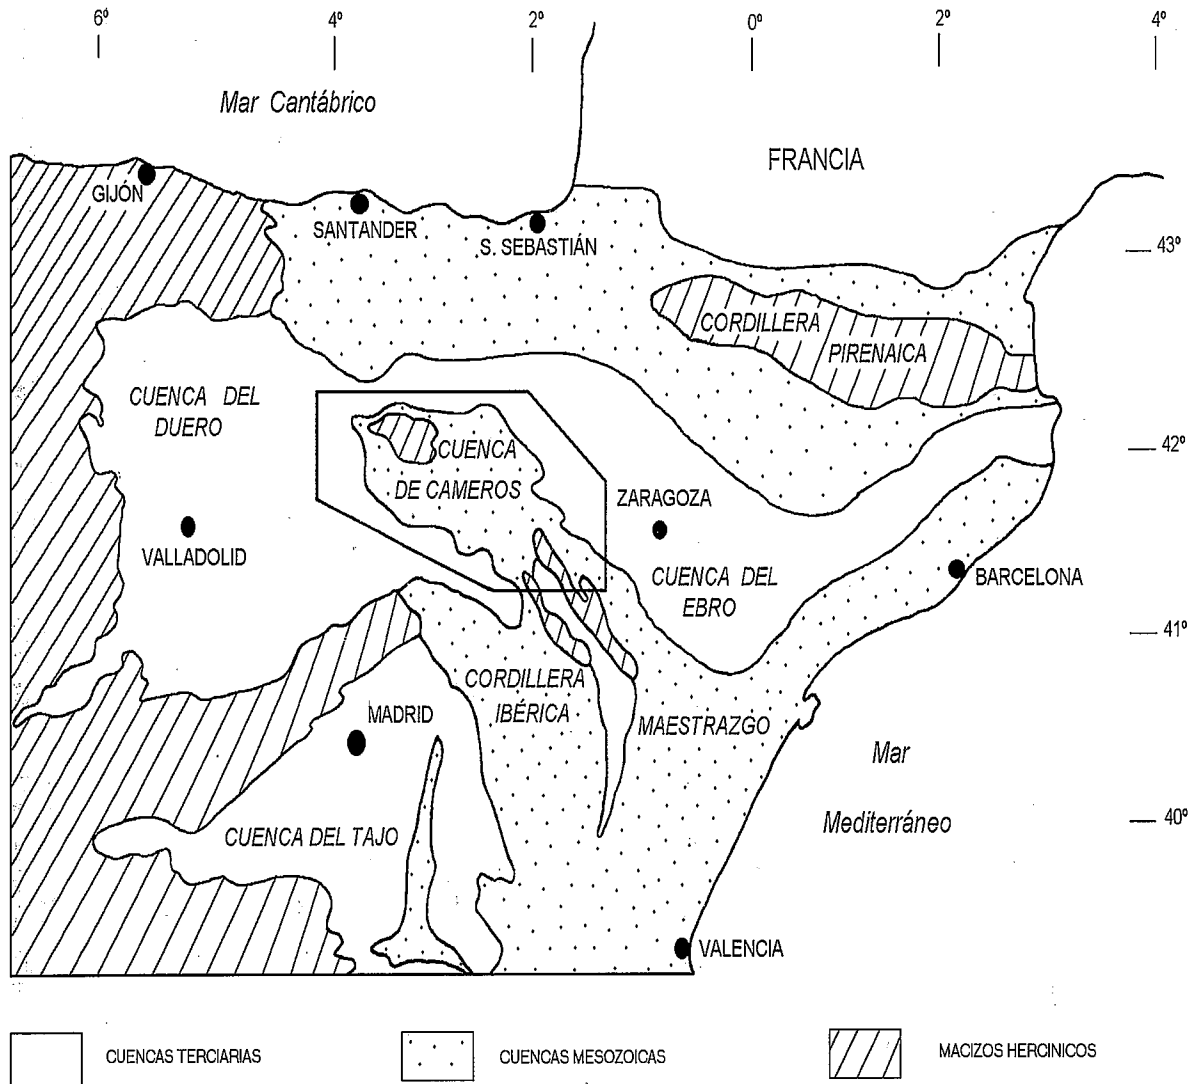 6º 4º 2º 0º 2º 4º
Mar Cantábrico
FRANCIA
GIJÓN
SANTANDER
S. SEBASTIÁN
43º
CORDILLERA
PIRENAICA
CUENCA DEL
DUERO
CUENCA
DE CAMEROS
42º
ZARAGOZA
VALLADOLID
CUENCA DEL
EBRO
BARCELONA
41º
CORDILLERA
IBÉRICA
MADRID
MAESTRAZGO
Mar
Mediterráneo
40º
CUENCA DEL TAJO
VALENCIA
CUENCAS TERCIARIAS
CUENCAS MESOZOICAS
MACIZOS HERCINICOS